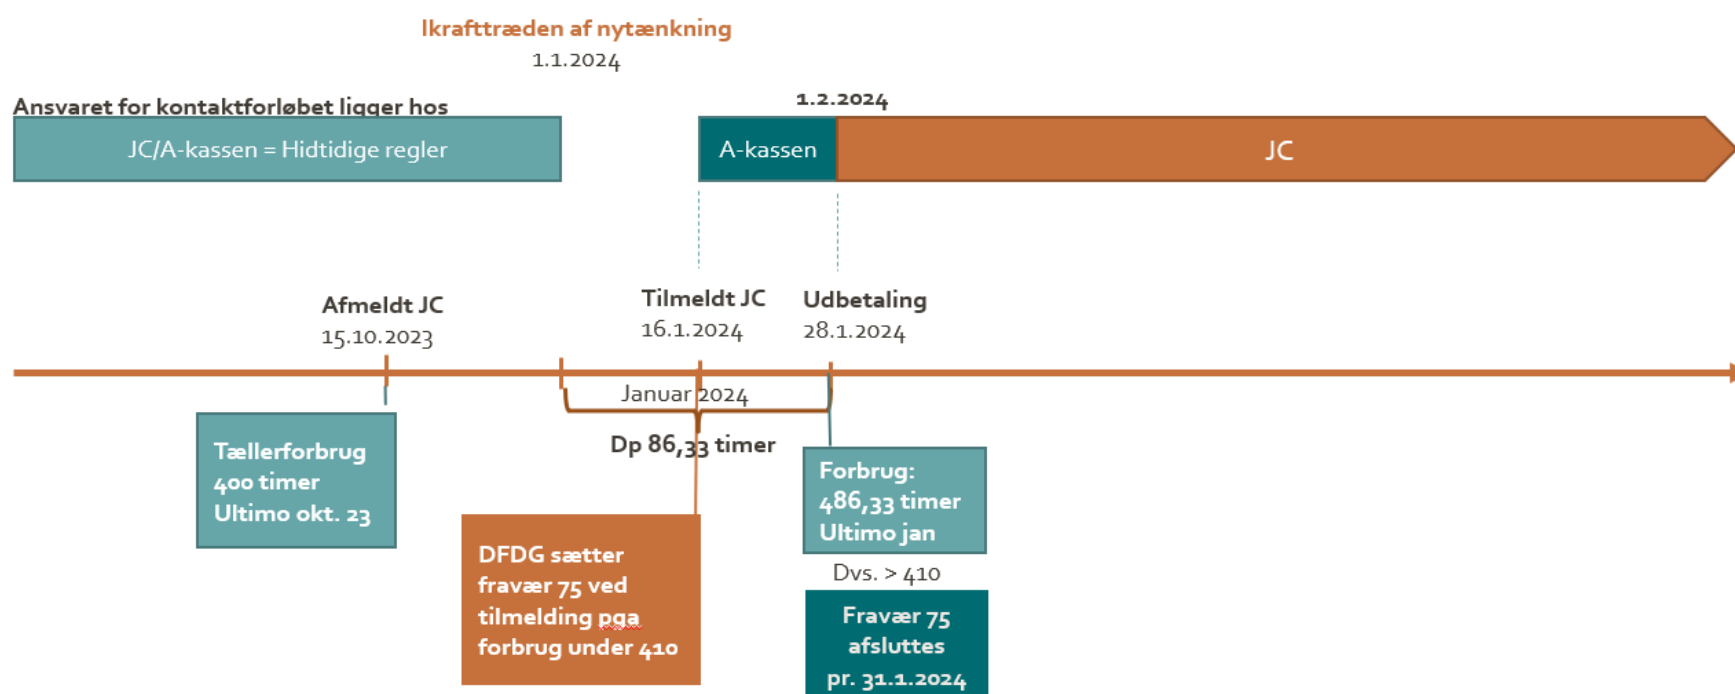 Ikrafttræden af nytænkning
1.1.2024
Ansvaret for kontaktforløbet ligger hos
1.2.2024
JC/A-kassen = Hidtidige regler
A-kassen
JC
Afmeldt JC
15.10.2023
Tilmeldt JC
16.1.2024
Udbetaling
28.1.2024
Januar 2024
Dp 86,33 timer
Tællerforbrug
400 timer
Ultimo okt. 23
DFDG sætter
fravær 75 ved
tilmelding pga
forbrug under 410
Forbrug:
486,33 timer
Ultimo jan
Dvs. > 410
Fravær 75
afsluttes
pr. 31.1.2024